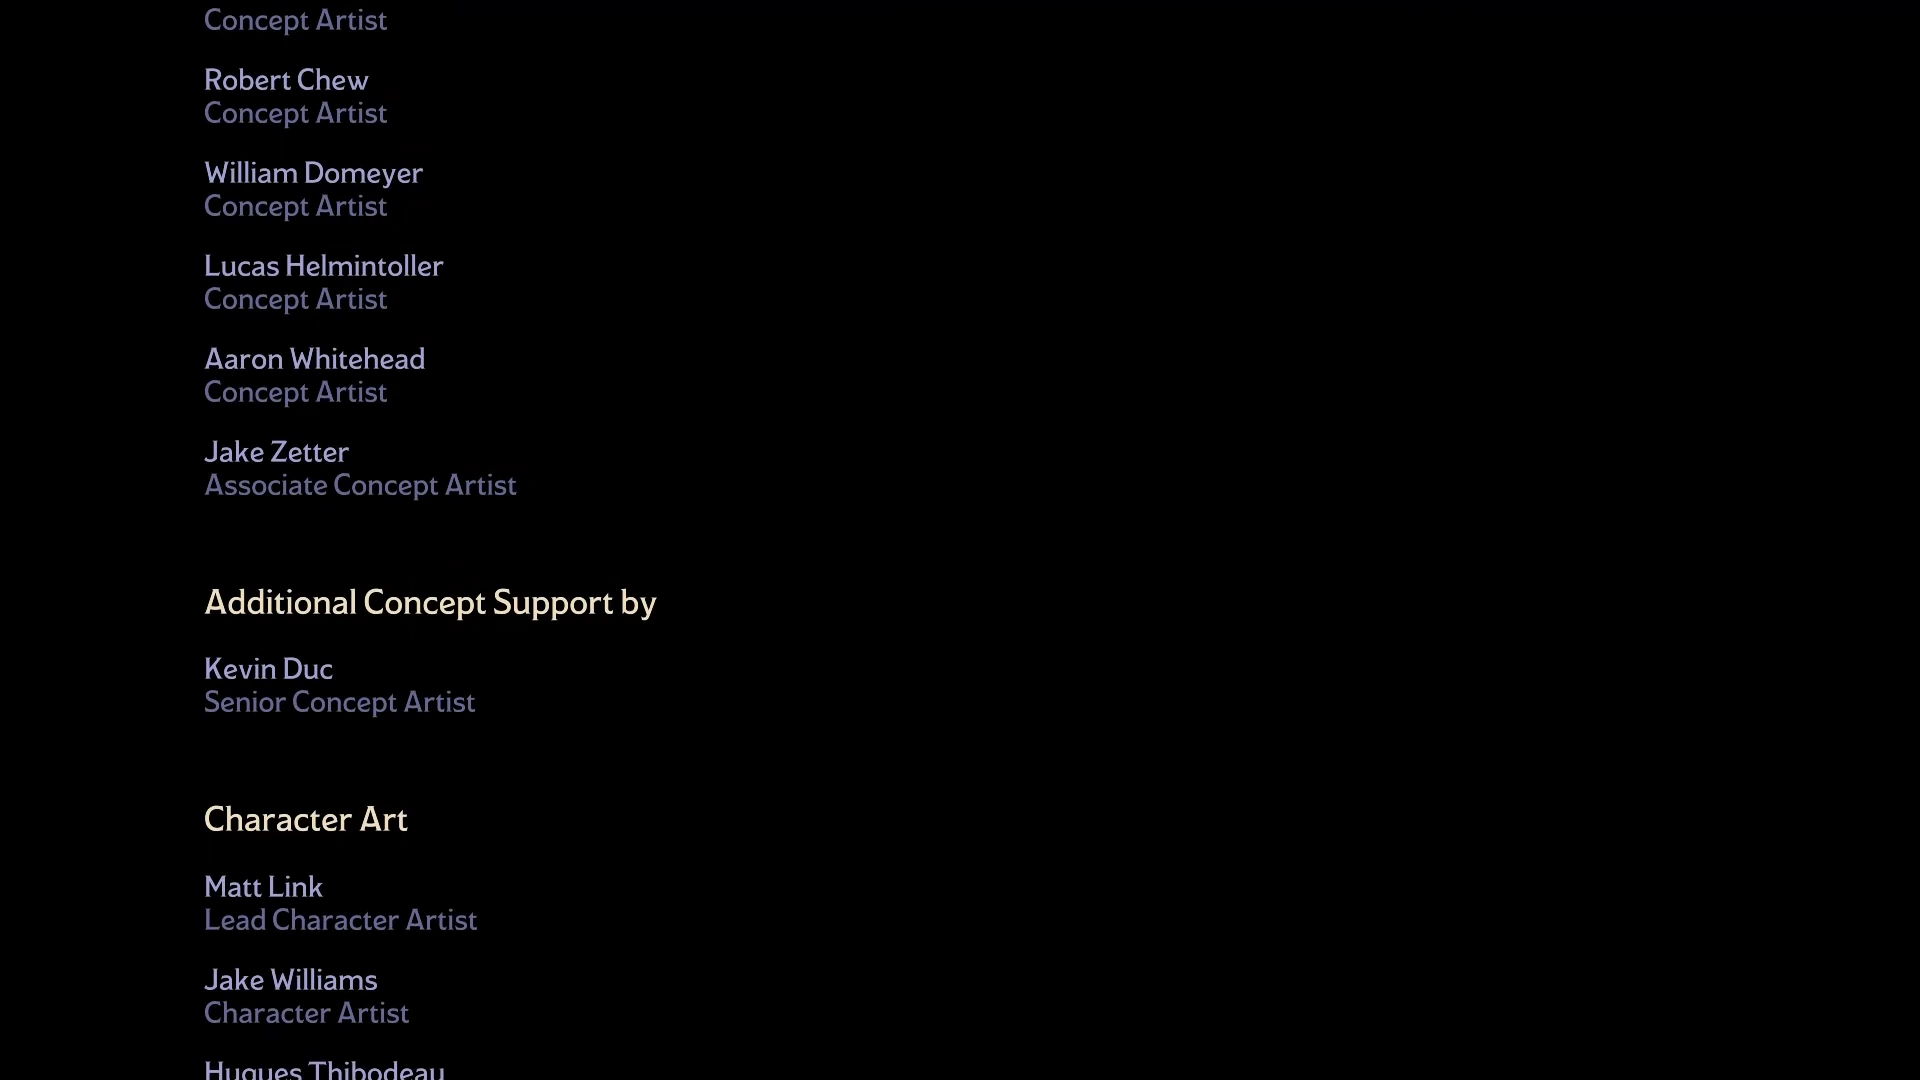 Concept Artist
Robert Chew
Concept Artist
William Domeyer
Concept Artist
Lucas Helmintoller
Concept Artist
Aaron Whitehead
Concept Artist
Jake Zetter
Associate Concept Artist
Additional Concept Support by
Kevin Duc
Senior Concept Artist
Character Art
Matt Link
Lead Character Artist
Jake Williams
Character Artist
Hugues Thibodeau